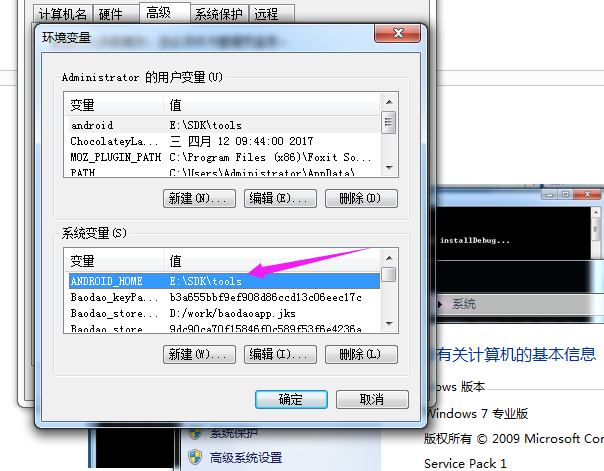 计算机名 硬件 高级 系统保护 远程
环境变量
Administrator 的用户变量(U)
变量 值
android E:\SDK\tools
ChocolateyLa... 三 四月 12 09:44:00 2017
MOZ_PLUGIN_PATH C:\Program Files (x86)\Foxit So...
PATH C:\Users\Administrator\AppData\
新建(N)... 编辑(E)... 删除(D)
系统变量(S)
变量 值
ANDROID_HOME E:\SDK\tools
Baodao_keyPa... b3a655bbf9ef908d86ccd13c06eec17c
Baodao_store... D:/work/baodaoapp.jks
Baodao_store 9dc90ca70f15846f0c589f53f6e4236a
新建(W)... 编辑(I)... 删除(L)
确定 取消
installDebug...
系统
有关计算机的基本信息
dows 版本
Windows 7 专业版
版权所有 © 2009 Microsoft Cor
Service Pack 1
系统保护
高级系统设置